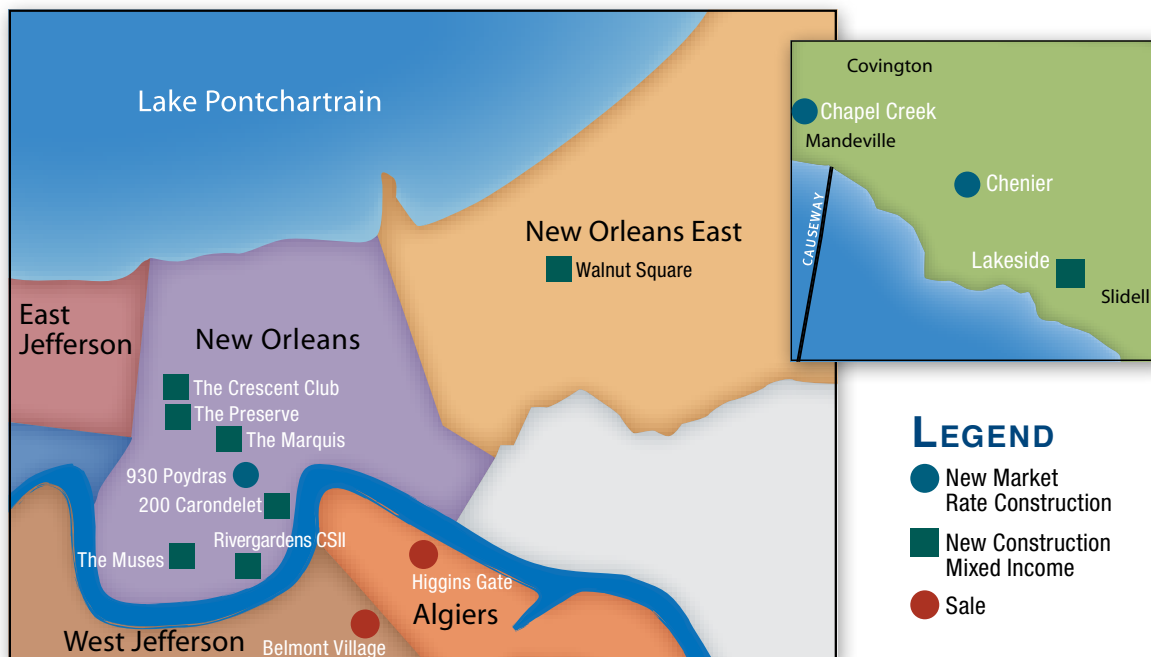 Lake Pontchartrain
New Orleans East
Walnut Square
East
Jefferson
New Orleans
The Crescent Club
The Preserve
The Marquis
930 Poydras
200 Carondelet
Rivergardens CSII
The Muses
Higgins Gate
Algiers
West Jefferson
Belmont Village
Covington
Chapel Creek
Mandeville
Chenier
CAUSEWAY
Lakeside
Slidell
LEGEND
New Market
Rate Construction
New Construction
Mixed Income
Sale